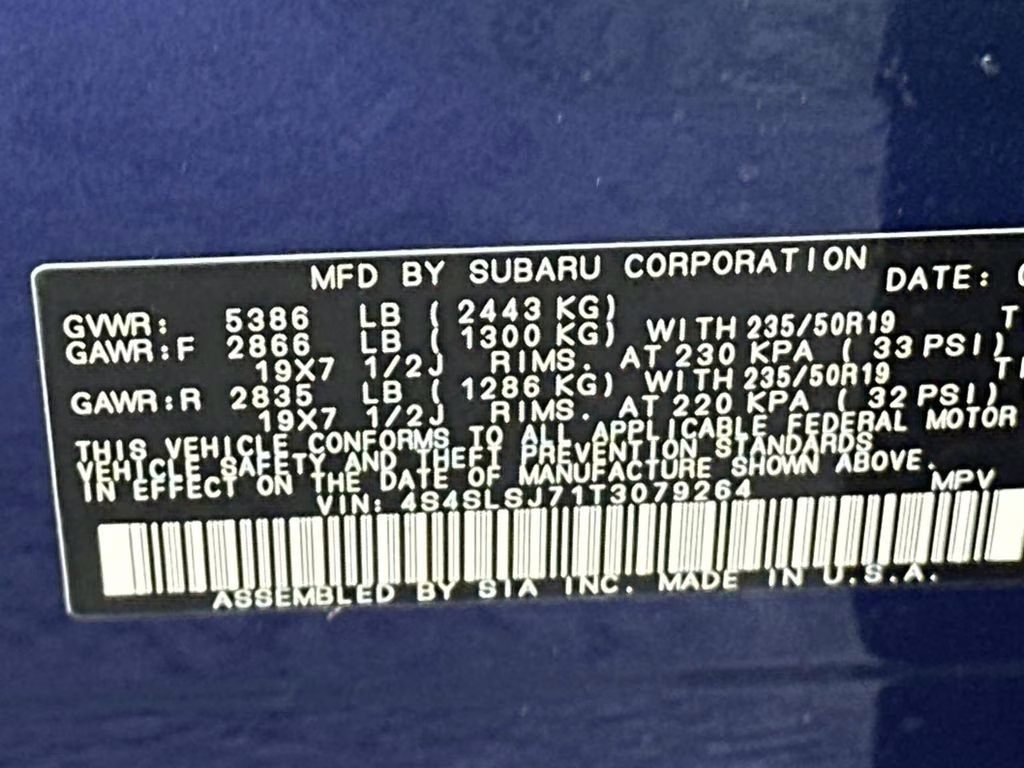 MFD BY SUBARU CORPORATION DATE:
GVWR: 5386 LB ( 2443 KG)
GAWR:F 2866 LB ( 1300 KG) WITH 235/50R19 T
19X7 1/2J RIMS. AT 230 KPA ( 33 PSI)
GAWR:R 2835 LB ( 1286 KG) WITH 235/50R19
19X7 1/2J RIMS. AT 220 KPA ( 32 PSI)
THIS VEHICLE CONFORMS TO ALL APPLICABLE FEDERAL MOTOR
VEHICLE SAFETY AND THEFT PREVENTION STANDARDS
IN EFFECT ON THE DATE OF MANUFACTURE SHOWN ABOVE.
VIN: 4S4SLSJ71T3079264 MPV
ASSEMBLED BY SIA INC. MADE IN U.S.A.